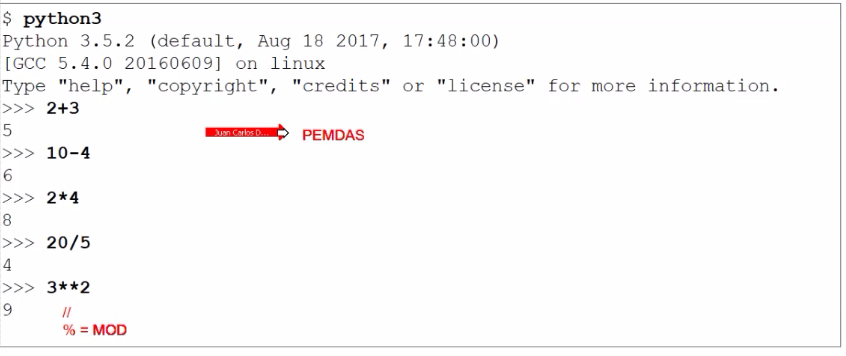 $ python3
Python 3.5.2 (default, Aug 18 2017, 17:48:00)
[GCC 5.4.0 20160609] on linux
Type "help", "copyright", "credits" or "license" for more information.
>>> 2+3
5
Juan Carlos D... PEMDAS
>>> 10-4
6
>>> 2*4
8
>>> 20/5
4
>>> 3**2
9
//
% = MOD